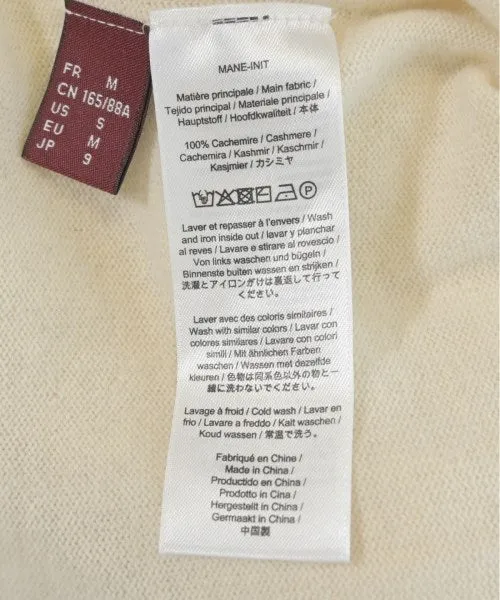 FR M
CN 165/88A
US S
EU M
JP 9
MANE-INIT
Matière principale / Main fabric /
Tejido principal / Materiale principale /
Hauptstoff / Hoofdkwaliteit / 本体
100% Cachemire / Cashmere /
Cachemira / Kashmir / Kaschmir /
Kasjmier / カシミヤ
P
Laver et repasser à l'envers / Wash
and iron inside out / lavar y planchar
al reves / Lavare e stirare al rovescio /
Von links waschen und bügeln /
Binnenste buiten wassen en strijken /
洗濯とアイロンがけは裏返して行って
ください。
Laver avec des coloris similaires /
Wash with similar colors / Lavar con
colores similares / Lavare con colori
simili / Mit ähnlichen Farben
waschen / Wassen met dezelfde
kleuren / 色物は同系色以外の物と一
緒に洗わないでください。
Lavage à froid / Cold wash / Lavar en
frio / Lavare a freddo / Kalt waschen /
Koud wassen / 常温で洗う。
Fabriqué en Chine /
Made in China /
Productido en China /
Prodotto in Cina /
Hergestellt in China /
Germaakt in China /
中国製